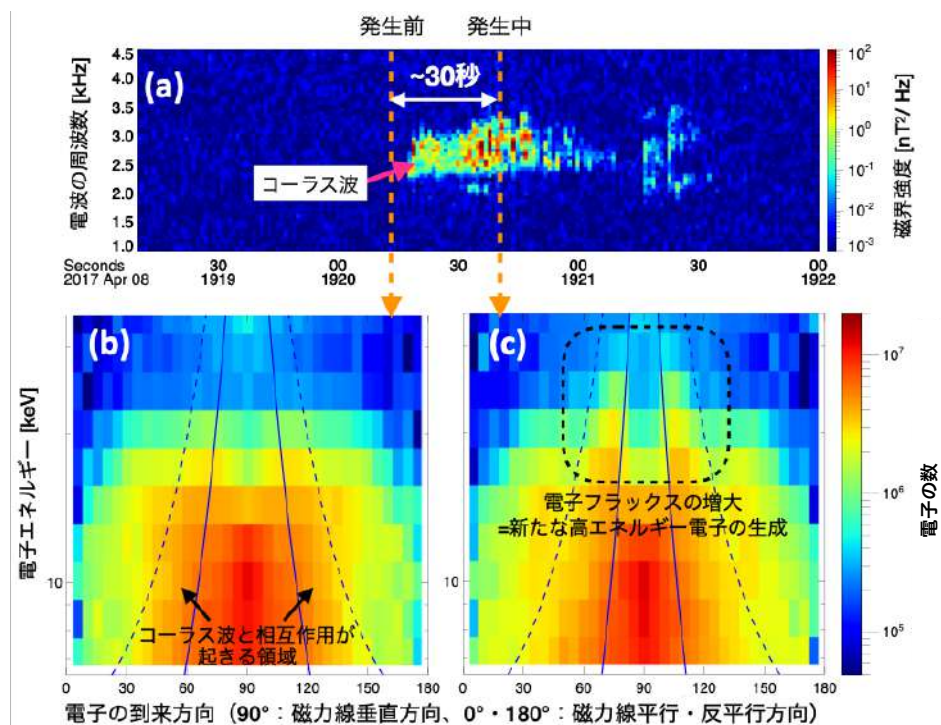 発生前 発生中
(a)
~30秒
コーラス波
電波の周波数 [kHz]
4.5
4.0
3.5
3.0
2.5
2.0
1.5
1.0
10²
10¹
10⁰
10⁻¹
10⁻²
10⁻³
磁界強度 [nT²/ Hz]
Seconds 30 00 30 00 30 00
2017 Apr 08 1919 1920 1921 1922
(b)
(c)
電子エネルギー [keV]
10
10
コーラス波と相互作用が
起きる領域
電子フラックスの増大
=新たな高エネルギー電子の生成
10⁷
10⁶
10⁵
電子の数
0 30 60 90 120 150 180
0 30 60 90 120 150 180
電子の到来方向（90°：磁力線垂直方向、0°・180°：磁力線平行・反平行方向）